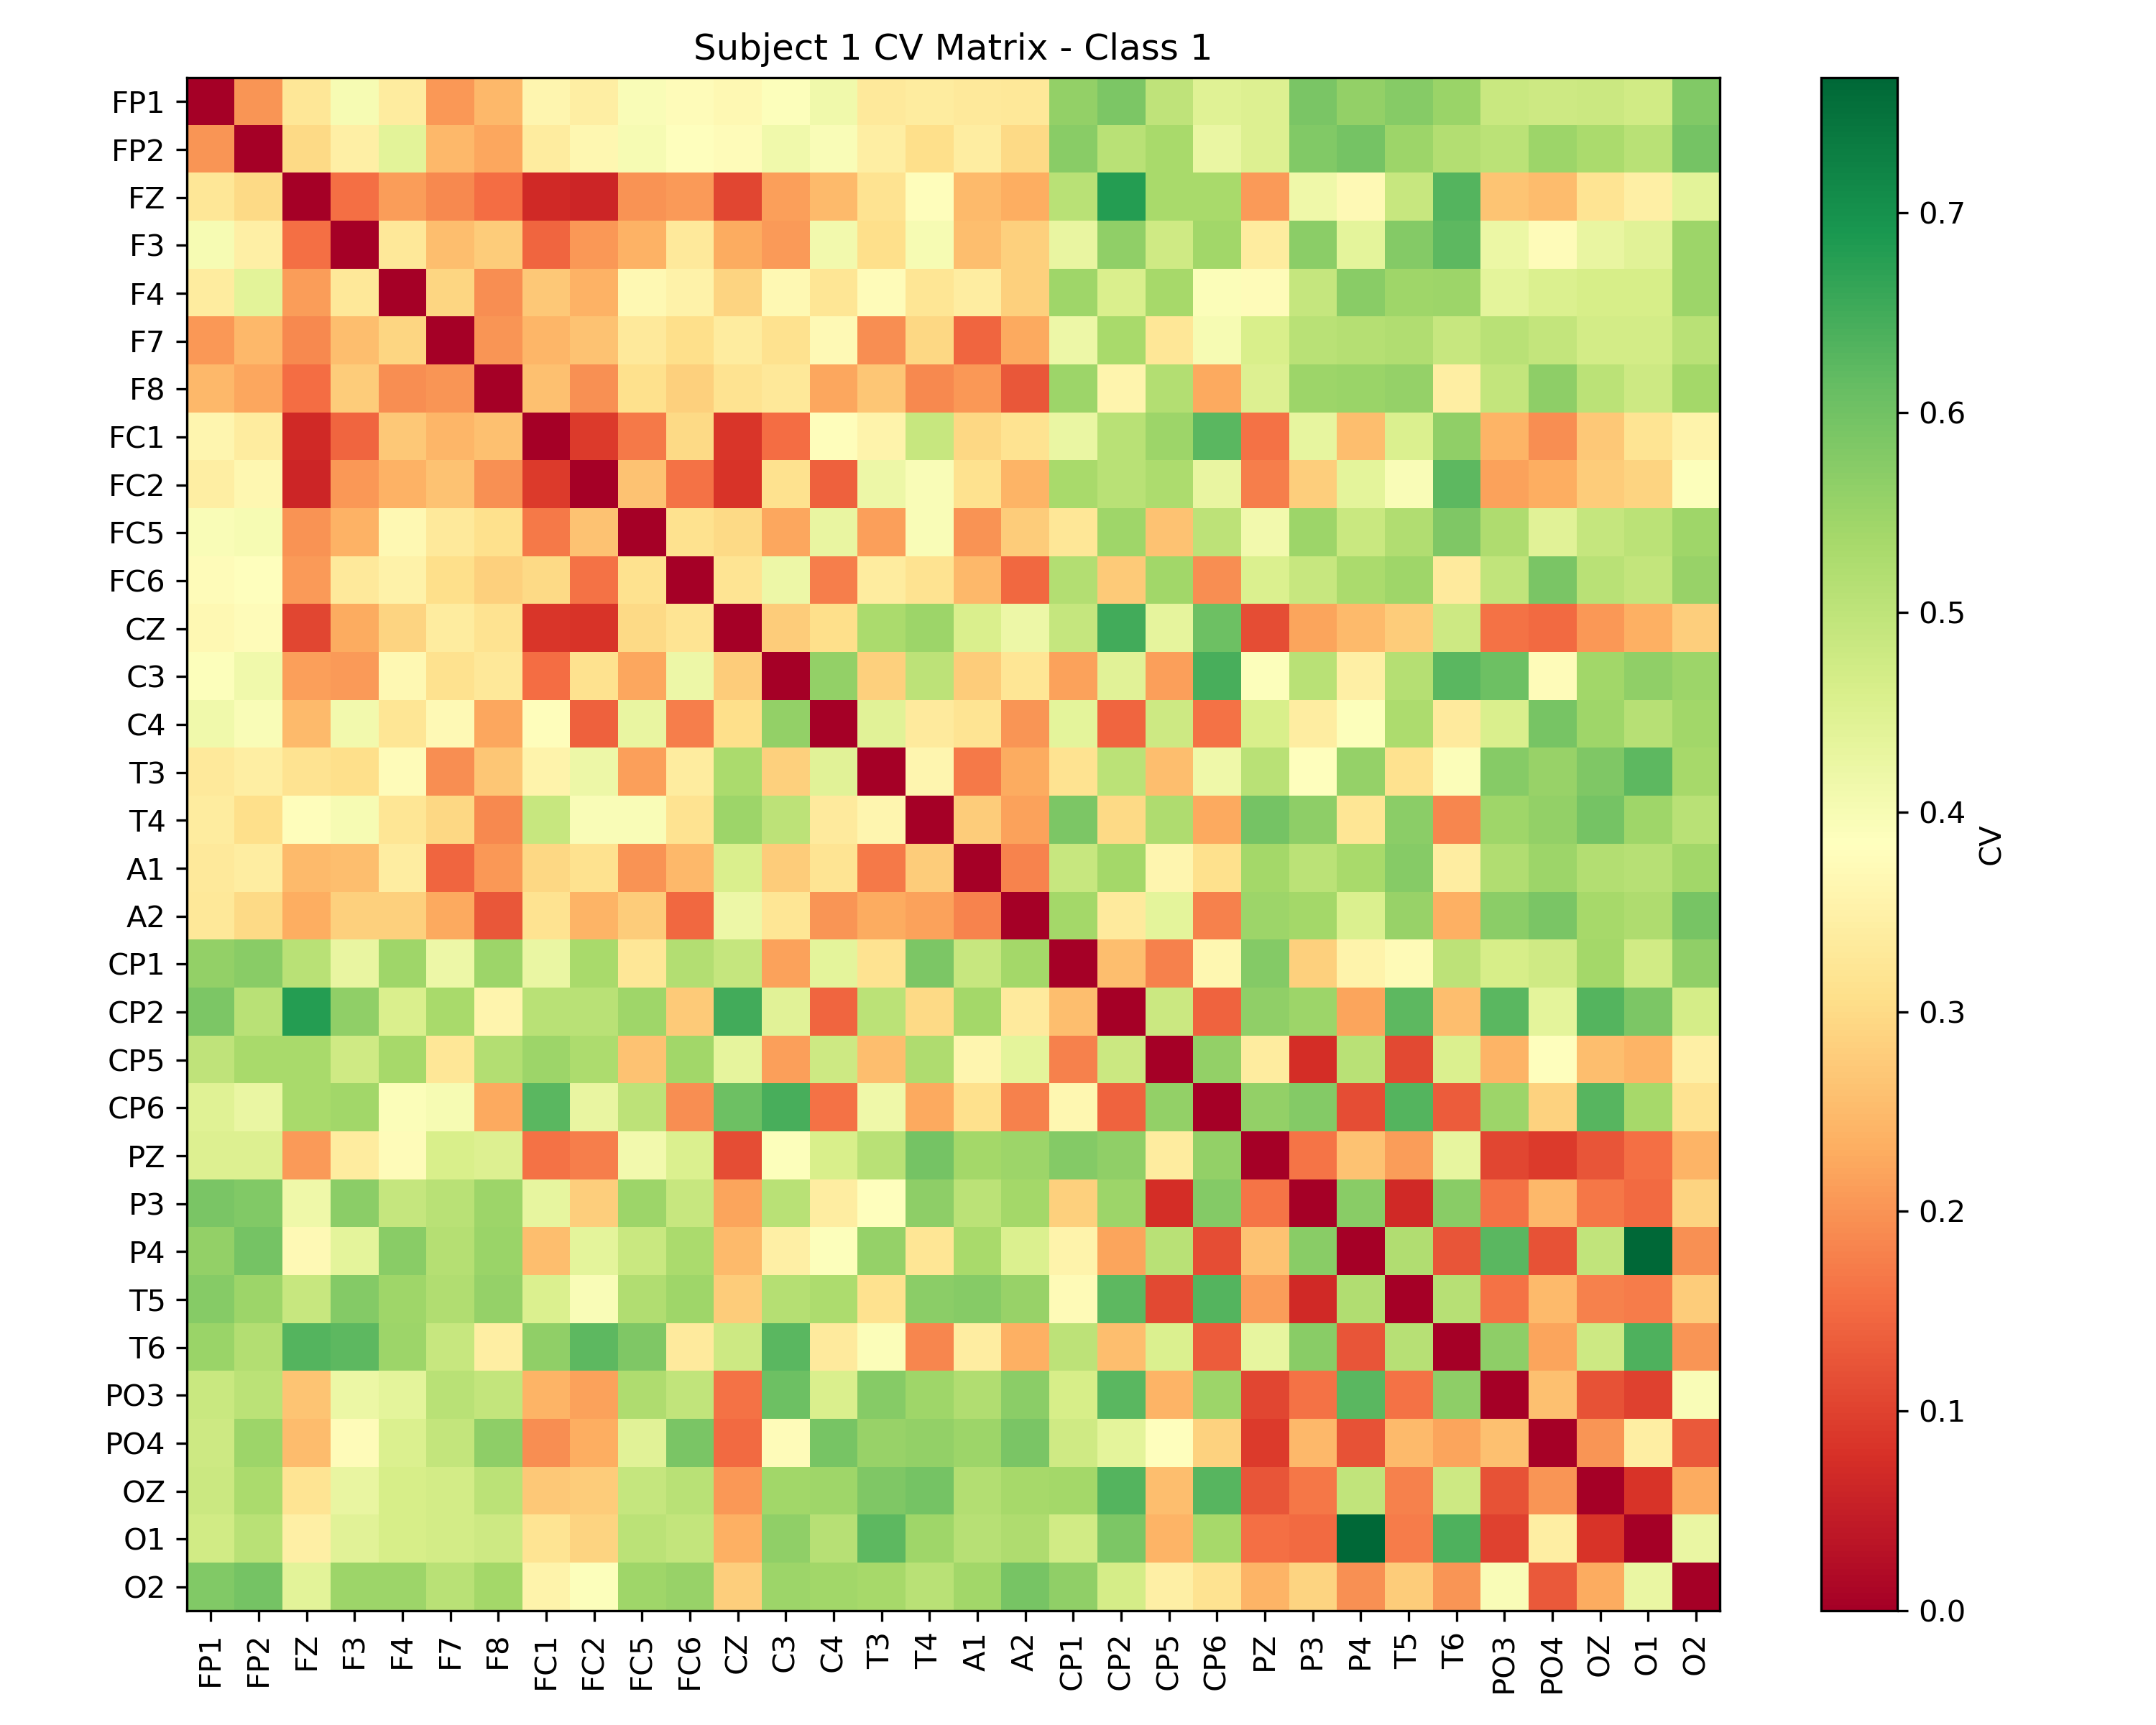 Subject 1 CV Matrix - Class 1
FP1
FP2
FZ
F3
F4
F7
F8
FC1
FC2
FC5
FC6
CZ
C3
C4
T3
T4
A1
A2
CP1
CP2
CP5
CP6
PZ
P3
P4
T5
T6
PO3
PO4
OZ
O1
O2
FP1 FP2 FZ F3 F4 F7 F8 FC1 FC2 FC5 FC6 CZ C3 C4 T3 T4 A1 A2 CP1 CP2 CP5 CP6 PZ P3 P4 T5 T6 PO3 PO4 OZ O1 O2
0.7
0.6
0.5
0.4
0.3
0.2
0.1
0.0
CV